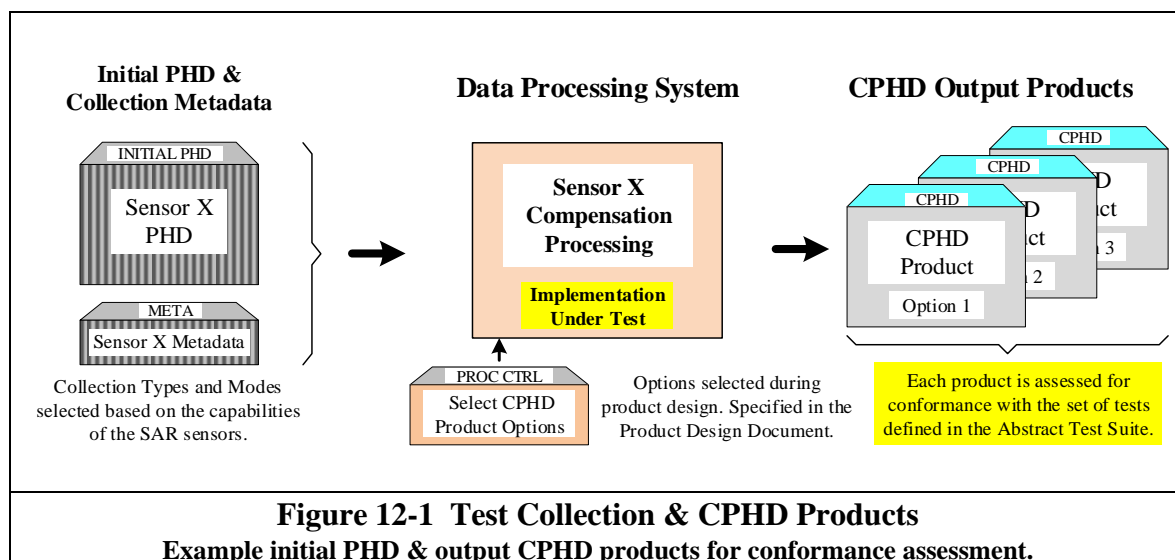 Initial PHD &
Collection Metadata
INITIAL PHD
Sensor X
PHD
META
Sensor X Metadata
Collection Types and Modes
selected based on the capabilities
of the SAR sensors.
Data Processing System
Sensor X
Compensation
Processing
Implementation
Under Test
PROC CTRL
Select CPHD
Product Options
Options selected during
product design. Specified in the
Product Design Document.
CPHD Output Products
CPHD
CPHD
CPHD
CPHD
Product
Option 1
D
uct
n 2
D
uct
n 3
Each product is assessed for
conformance with the set of tests
defined in the Abstract Test Suite.
Figure 12-1 Test Collection & CPHD Products
Example initial PHD & output CPHD products for conformance assessment.